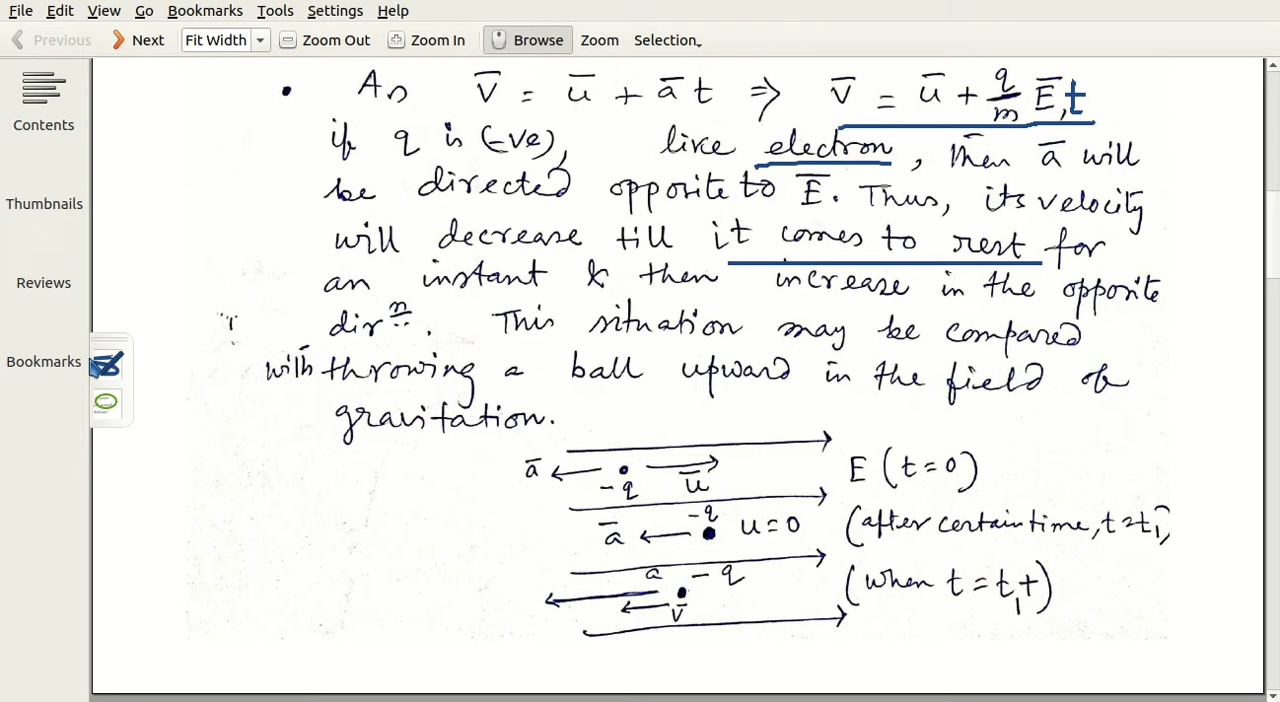 File Edit View Go Bookmarks Tools Settings Help
Previous Next Fit Width Zoom Out Zoom In Browse Zoom Selection
Contents
Thumbnails
Reviews
Bookmarks
• As V̅ = u̅ + a̅ t ⇒ V̅ = u̅ + q/m E̅, t
if q is (-ve), like electron, then a̅ will
be directed opposite to E̅. Thus, its velocity
will decrease till it comes to rest for
an instant & then increase in the opposite
dirⁿ. This situation may be compared
with throwing a ball upward in the field of
gravitation.
a̅ -q u̅ E (t=0)
a̅ -q u=0 (after certain time, t=t₁)
a -q v̅ (when t = t₁+)